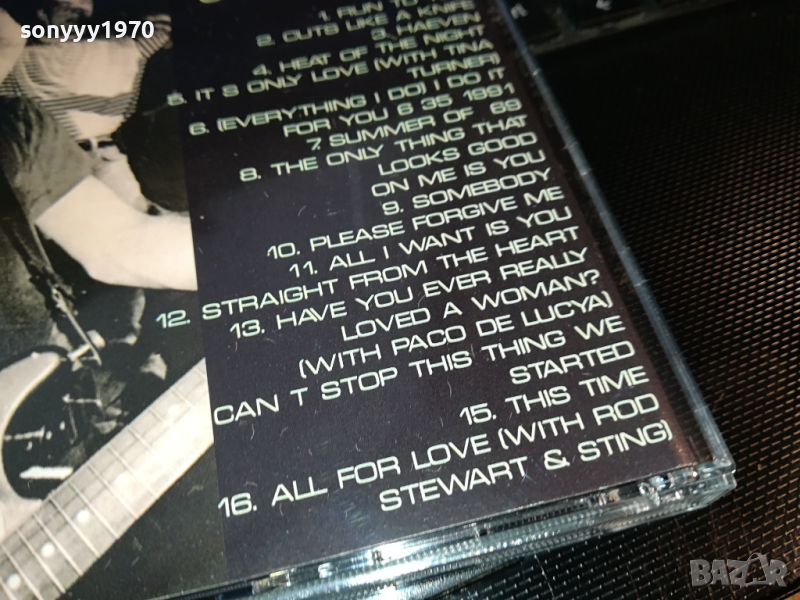 sonyyy1970
1. RUN TO
2. CUTS LIKE A KNIFE
3. HAEVEN
4. HEAT OF THE NIGHT
5. IT S ONLY LOVE (WITH TINA
TURNER)
6. (EVERYTHING I DO) I DO IT
FOR YOU 6 35 1991
7. SUMMER OF 69
8. THE ONLY THING THAT
LOOKS GOOD
ON ME IS YOU
9. SOMEBODY
10. PLEASE FORGIVE ME
11. ALL I WANT IS YOU
12. STRAIGHT FROM THE HEART
13. HAVE YOU EVER REALLY
LOVED A WOMAN?
(WITH PACO DE LUCYA)
CAN T STOP THIS THING WE
STARTED
15. THIS TIME
16. ALL FOR LOVE (WITH ROD
STEWART & STING)
BAZAR